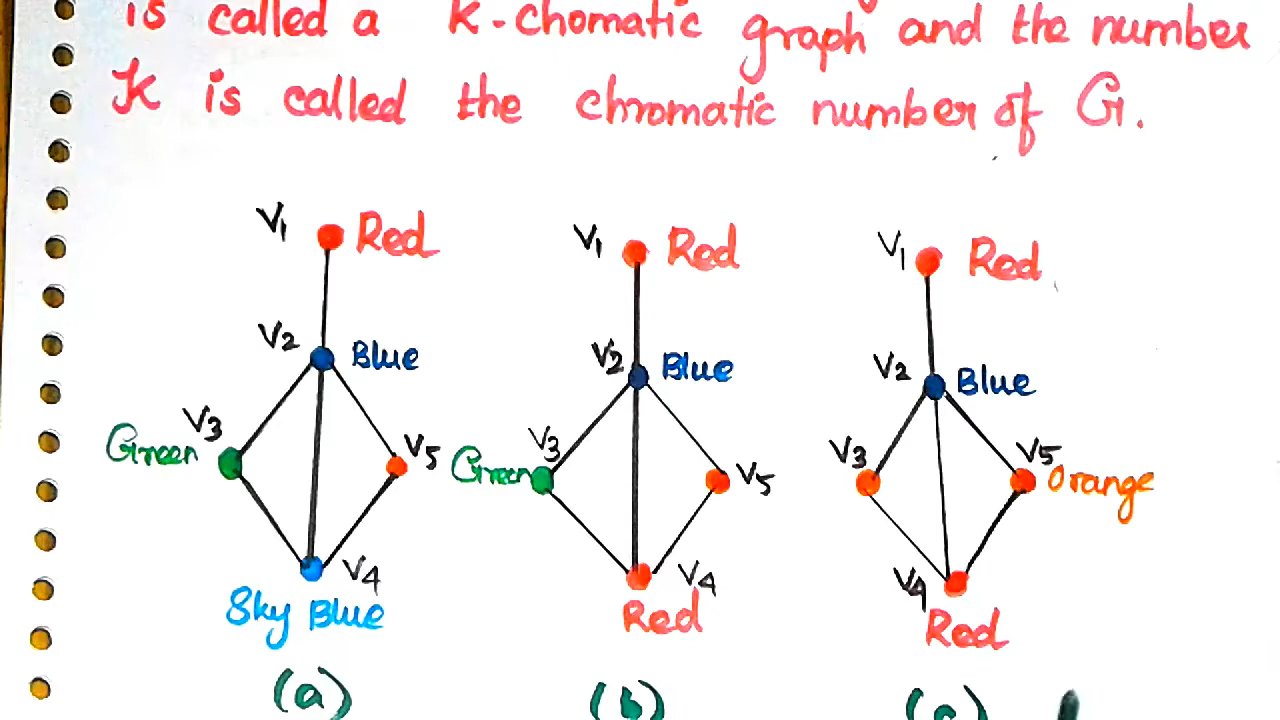 is called a K-chomatic graph and the number
K is called the chromatic number of G.
V1 Red V1 Red V1 Red
V2 Blue V2 Blue V2 Blue
Green V3 V5 Green V3 V5 V3 V5 Orange
V4 V4 V4
Sky Blue Red Red
(a) (b) (c)